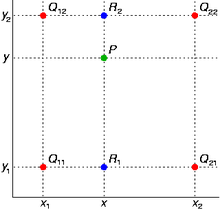 y₂ Q₁₂ R₂ Q₂₂
y P
y₁ Q₁₁ R₁ Q₂₁
x₁ x x₂